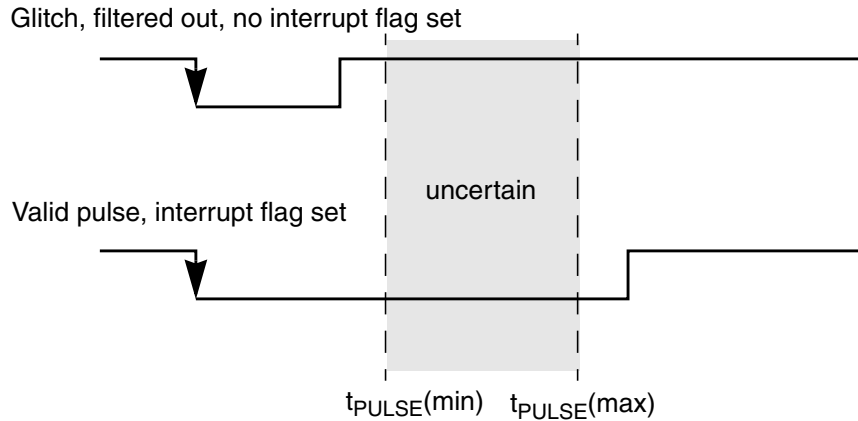 Glitch, filtered out, no interrupt flag set
uncertain
Valid pulse, interrupt flag set
tPULSE(min) tPULSE(max)